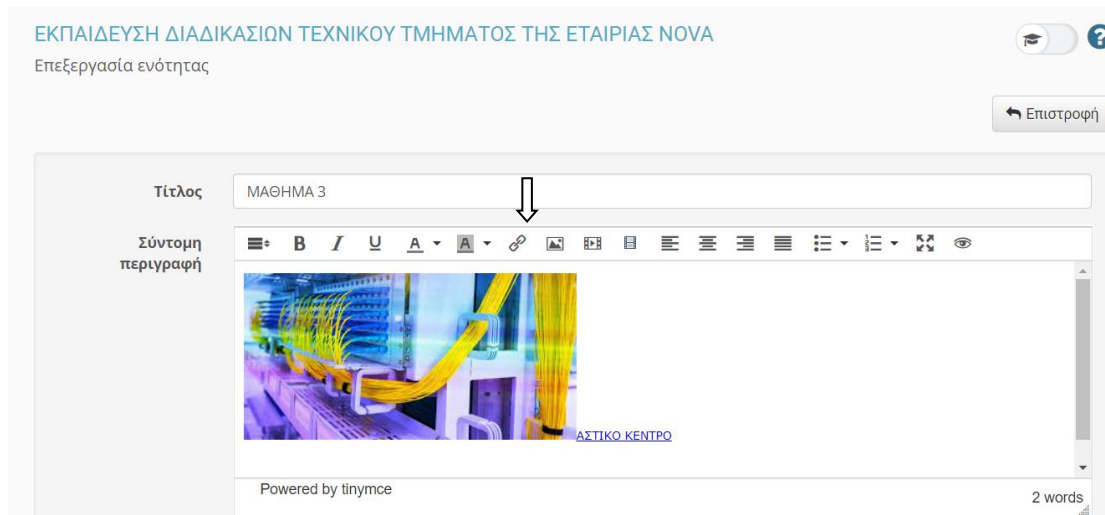 ΕΚΠΑΙΔΕΥΣΗ ΔΙΑΔΙΚΑΣΙΩΝ ΤΕΧΝΙΚΟΥ ΤΜΗΜΑΤΟΣ ΤΗΣ ΕΤΑΙΡΙΑΣ NOVA
Επεξεργασία ενότητας
Επιστροφή
Τίτλος
ΜΑΘΗΜΑ 3
Σύντομη
περιγραφή
B I U A A
ΑΣΤΙΚΟ ΚΕΝΤΡΟ
Powered by tinymce
2 words